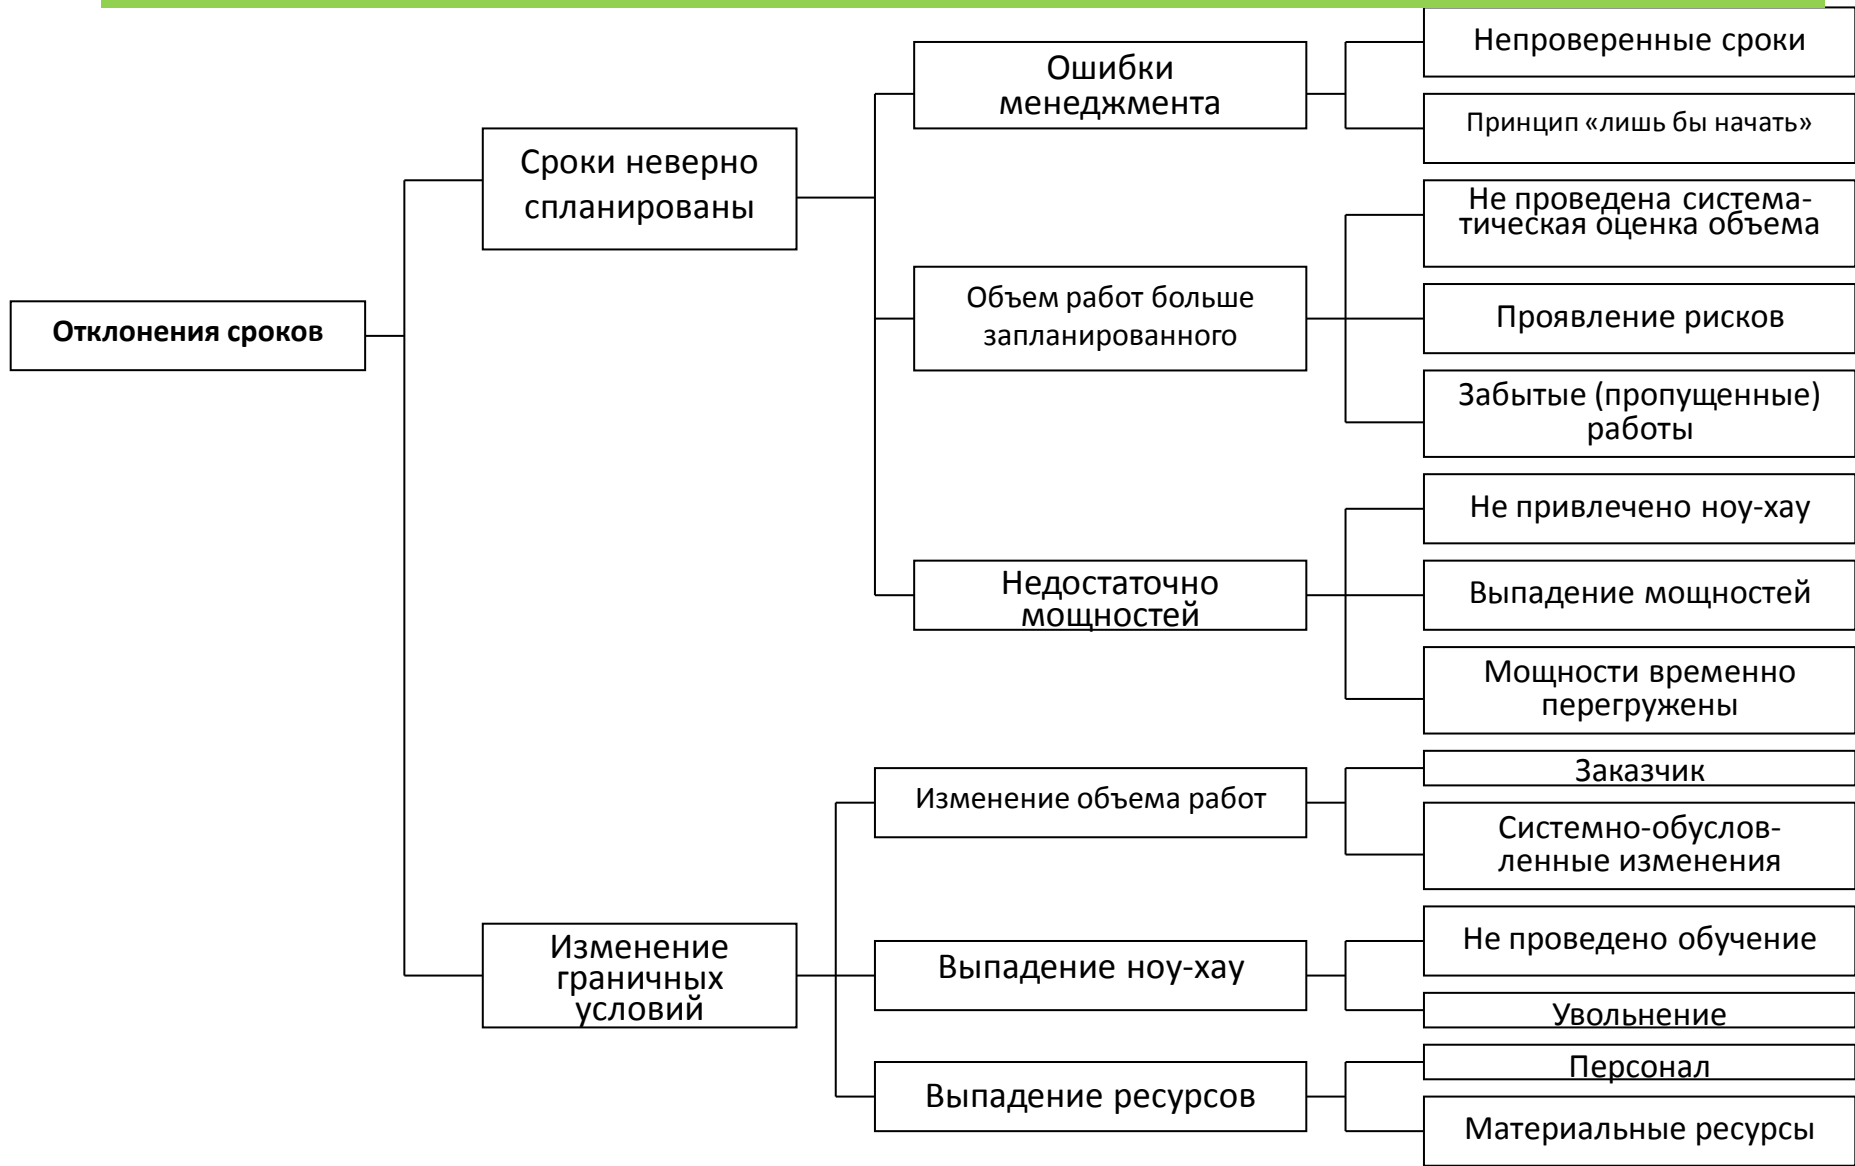 Отклонения сроков
Сроки неверно
спланированы
Ошибки
менеджмента
Непроверенные сроки
Принцип «лишь бы начать»
Объем работ больше
запланированного
Не проведена система-
тическая оценка объема
Проявление рисков
Забытые (пропущенные)
работы
Недостаточно
мощностей
Не привлечено ноу-хау
Выпадение мощностей
Мощности временно
перегружены
Изменение
граничных
условий
Изменение объема работ
Заказчик
Системно-обуслов-
ленные изменения
Выпадение ноу-хау
Не проведено обучение
Увольнение
Выпадение ресурсов
Персонал
Материальные ресурсы